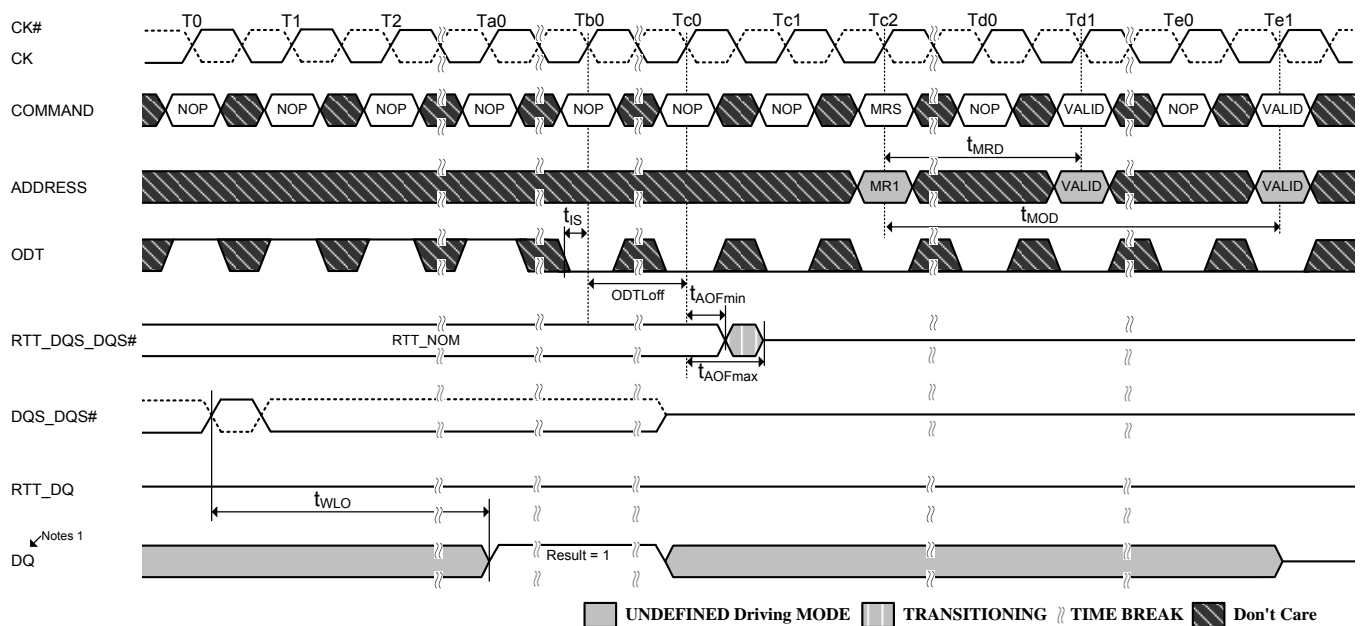 T0 T1 T2 Ta0 Tb0 Tc0 Tc1 Tc2 Td0 Td1 Te0 Te1
CK#
CK
COMMAND NOP NOP NOP NOP NOP NOP NOP MRS NOP VALID NOP VALID
tMRD
ADDRESS MR1 VALID VALID
tIS tMOD
ODT
ODTLoff tAOFmin
RTT_DQS_DQS# RTT_NOM
tAOFmax
DQS_DQS#
RTT_DQ
tWLO
Notes 1
DQ Result = 1
UNDEFINED Driving MODE TRANSITIONING TIME BREAK Don't Care